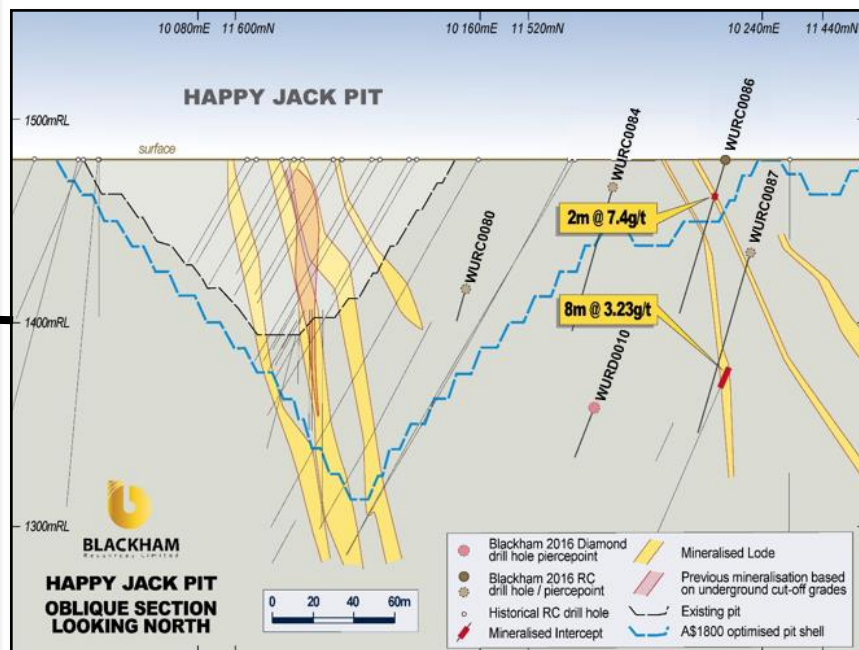 10 080mE 11 600mN 10 160mE 11 520mN 10 240mE 11 440mN
HAPPY JACK PIT
1500mRL
surface
WURC0084
WURC0086
WURC0087
WURC0080
2m @ 7.4g/t
1400mRL
8m @ 3.23g/t
WURD0010
1300mRL
BLACKHAM
Resources Limited
HAPPY JACK PIT
OBLIQUE SECTION
LOOKING NORTH
0 20 40 60m
Blackham 2016 Diamond
drill hole piercepoint
Blackham 2016 RC
drill hole / piercepoint
Historical RC drill hole
Mineralised Intercept
Mineralised Lode
Previous mineralisation based
on underground cut-off grades
Existing pit
A$1800 optimised pit shell